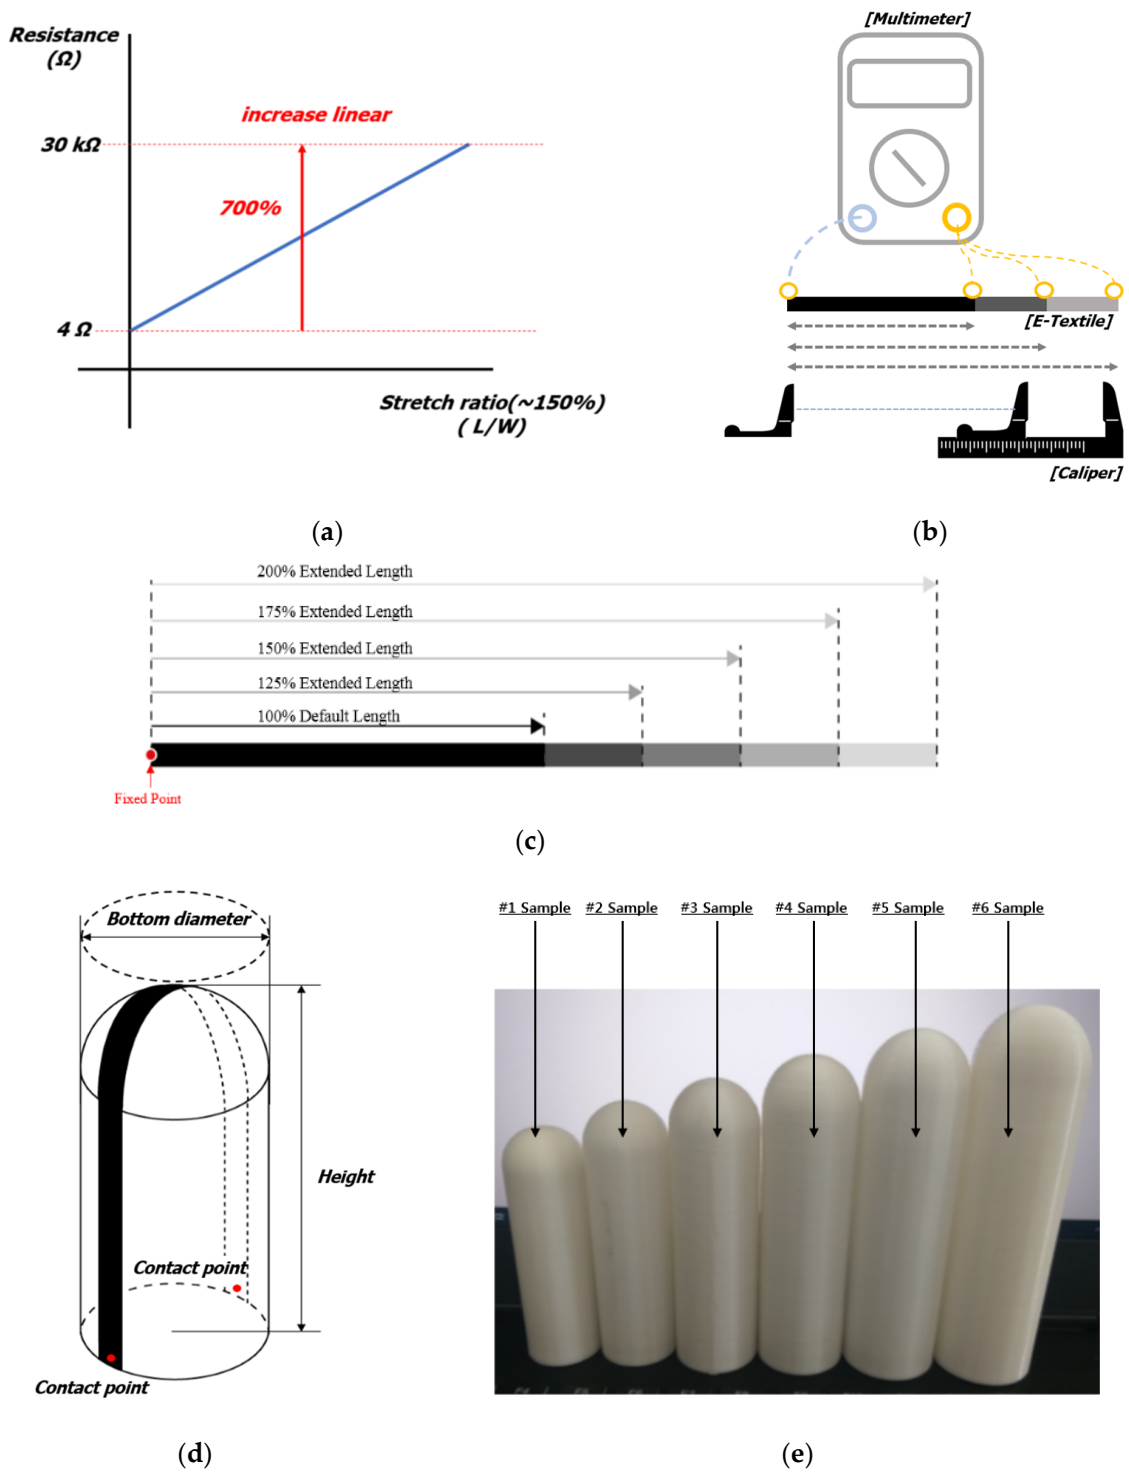 Resistance
(Ω)
increase linear
30 kΩ
700%
4 Ω
Stretch ratio(~150%)
( L/W)
(a)
[Multimeter]
[E-Textile]
[Caliper]
(b)
200% Extended Length
175% Extended Length
150% Extended Length
125% Extended Length
100% Default Length
Fixed Point
(c)
Bottom diameter
Height
Contact point
Contact point
(d)
#1 Sample
#2 Sample
#3 Sample
#4 Sample
#5 Sample
#6 Sample
(e)